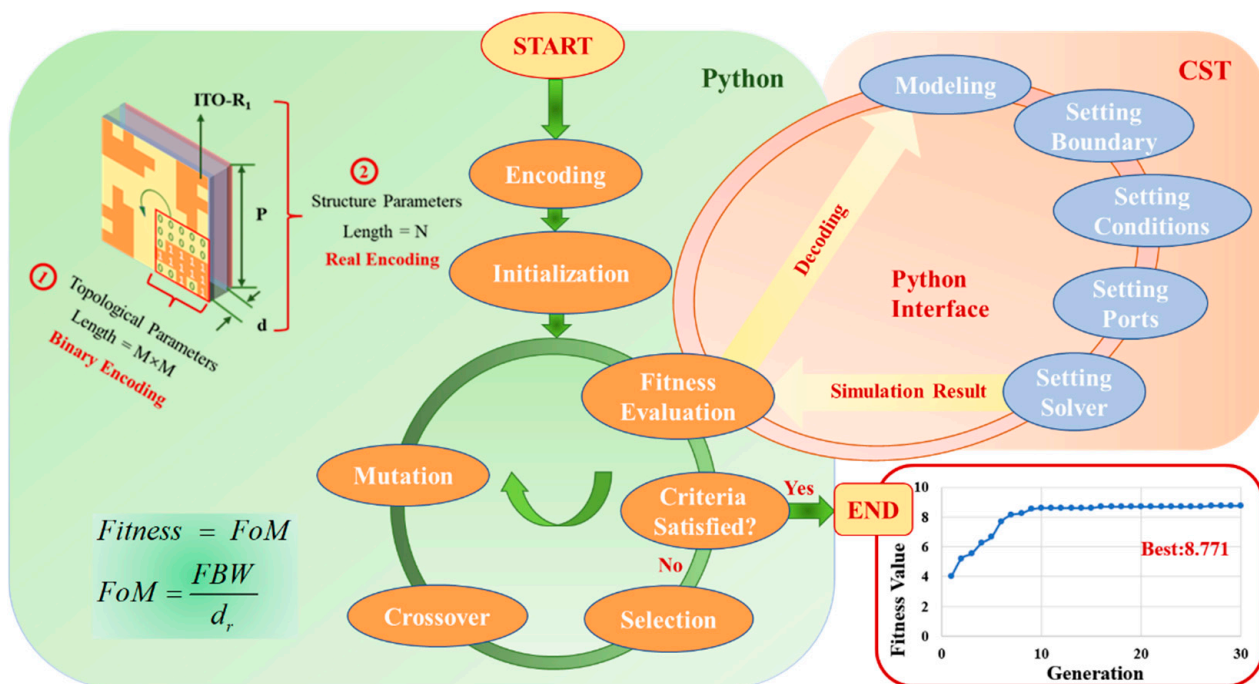 START
Python
CST
ITO-R₁
P
d
②
Structure Parameters
Length = N
Real Encoding
①
Topological Parameters
Length = M×M
Binary Encoding
Encoding
Initialization
Fitness
Evaluation
Criteria
Satisfied?
Yes
END
No
Selection
Crossover
Mutation
Decoding
Modeling
Setting
Boundary
Setting
Conditions
Setting
Ports
Setting
Solver
Python
Interface
Simulation Result
Fitness = FoM
FoM = FBW / dᵣ
Fitness Value
10
8
6
4
2
0
Best:8.771
0
10
20
30
Generation